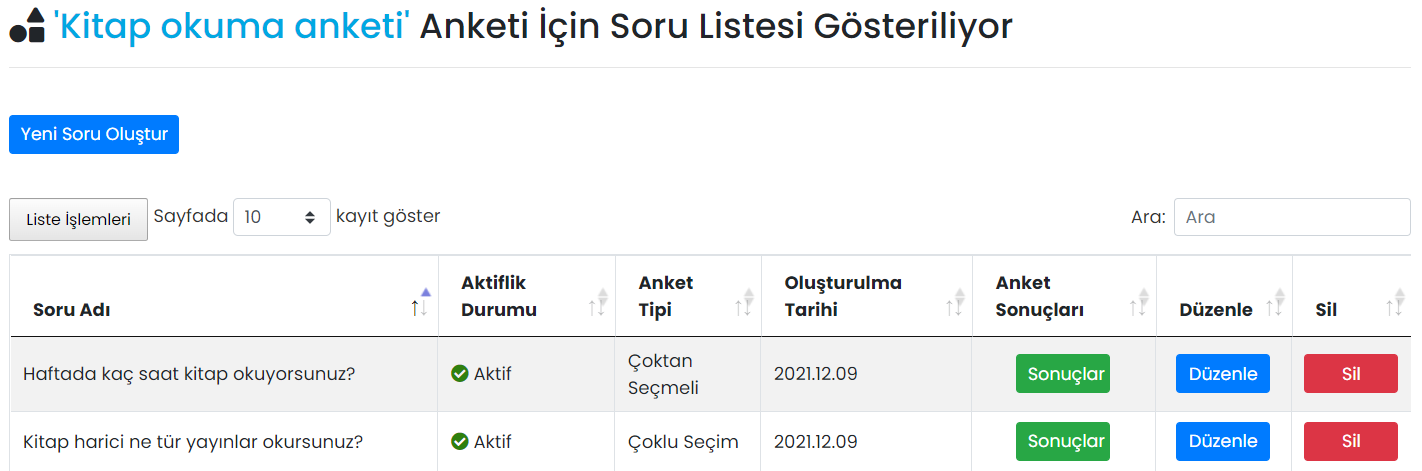 'Kitap okuma anketi' Anketi İçin Soru Listesi Gösteriliyor
Yeni Soru Oluştur
Liste İşlemleri Sayfada 10 kayıt göster Ara: Ara
Soru Adı Aktiflik Durumu Anket Tipi Oluşturulma Tarihi Anket Sonuçları Düzenle Sil
Haftada kaç saat kitap okuyorsunuz? Aktif Çoktan Seçmeli 2021.12.09 Sonuçlar Düzenle Sil
Kitap harici ne tür yayınlar okursunuz? Aktif Çoklu Seçim 2021.12.09 Sonuçlar Düzenle Sil